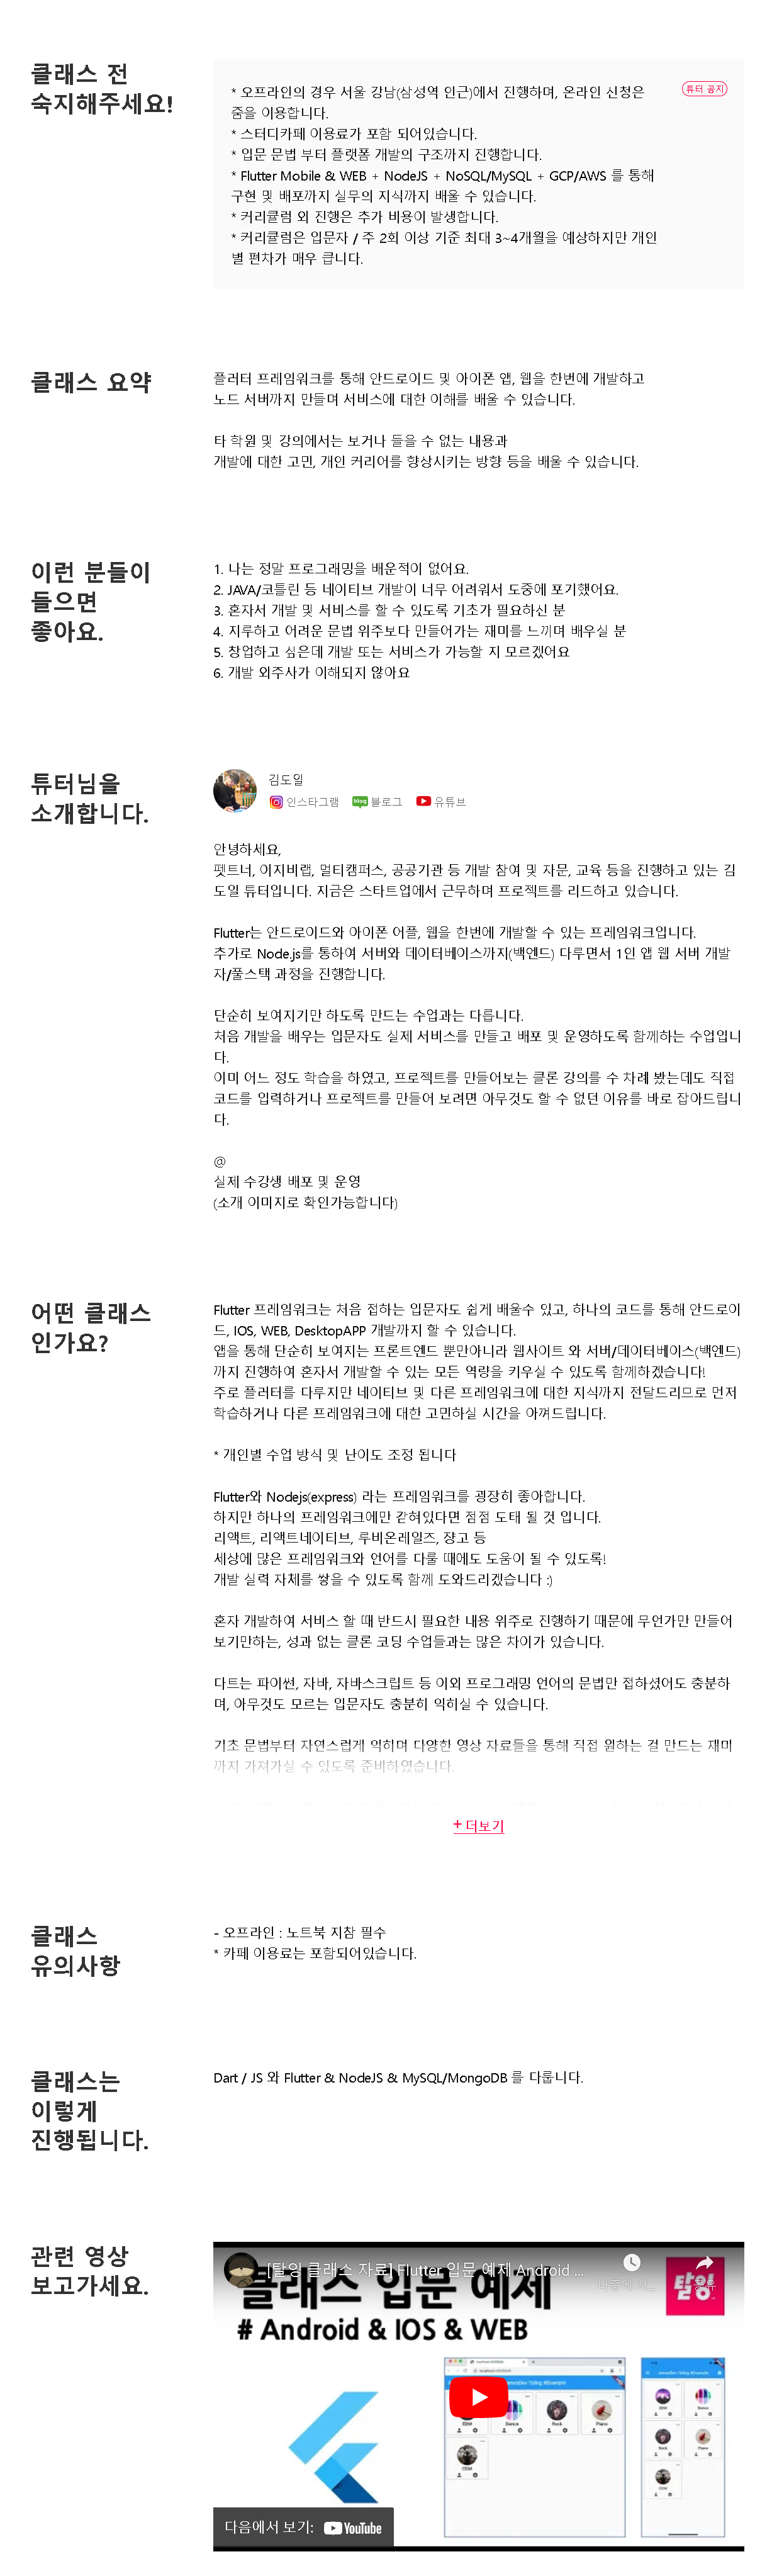 클래스 전
숙지해주세요!
* 오프라인의 경우 서울 강남(삼성역 인근)에서 진행하며, 온라인 신청은
줌을 이용합니다.
* 스터디카페 이용료가 포함 되어있습니다.
* 입문 문법 부터 플랫폼 개발의 구조까지 진행합니다.
* Flutter Mobile & WEB + NodeJS + NoSQL/MySQL + GCP/AWS 를 통해
구현 및 배포까지 실무의 지식까지 배울 수 있습니다.
* 커리큘럼 외 진행은 추가 비용이 발생합니다.
* 커리큘럼은 입문자 / 주 2회 이상 기준 최대 3~4개월을 예상하지만 개인
별 편차가 매우 큽니다.
튜터 공지
클래스 요약
플러터 프레임워크를 통해 안드로이드 및 아이폰 앱, 웹을 한번에 개발하고
노드 서버까지 만들며 서비스에 대한 이해를 배울 수 있습니다.
타 학원 및 강의에서는 보거나 들을 수 없는 내용과
개발에 대한 고민, 개인 커리어를 향상시키는 방향 등을 배울 수 있습니다.
이런 분들이
들으면
좋아요.
1. 나는 정말 프로그래밍을 배운적이 없어요.
2. JAVA/코틀린 등 네이티브 개발이 너무 어려워서 도중에 포기했어요.
3. 혼자서 개발 및 서비스를 할 수 있도록 기초가 필요하신 분
4. 지루하고 어려운 문법 위주보다 만들어가는 재미를 느끼며 배우실 분
5. 창업하고 싶은데 개발 또는 서비스가 가능할 지 모르겠어요
6. 개발 외주사가 이해되지 않아요
튜터님을
소개합니다.
김도일
인스타그램 blog 블로그 유튜브
안녕하세요,
펫트너, 이지비랩, 멀티캠퍼스, 공공기관 등 개발 참여 및 자문, 교육 등을 진행하고 있는 김
도일 튜터입니다. 지금은 스타트업에서 근무하며 프로젝트를 리드하고 있습니다.
Flutter는 안드로이드와 아이폰 어플, 웹을 한번에 개발할 수 있는 프레임워크입니다.
추가로 Node.js를 통하여 서버와 데이터베이스까지(백엔드) 다루면서 1인 앱 웹 서버 개발
자/풀스택 과정을 진행합니다.
단순히 보여지기만 하도록 만드는 수업과는 다릅니다.
처음 개발을 배우는 입문자도 실제 서비스를 만들고 배포 및 운영하도록 함께하는 수업입니
다.
이미 어느 정도 학습을 하였고, 프로젝트를 만들어보는 클론 강의를 수 차례 봤는데도 직접
코드를 입력하거나 프로젝트를 만들어 보려면 아무것도 할 수 없던 이유를 바로 잡아드립니
다.
@
실제 수강생 배포 및 운영
(소개 이미지로 확인가능합니다)
어떤 클래스
인가요?
Flutter 프레임워크는 처음 접하는 입문자도 쉽게 배울수 있고, 하나의 코드를 통해 안드로이
드, IOS, WEB, DesktopAPP 개발까지 할 수 있습니다.
앱을 통해 단순히 보여지는 프론트엔드 뿐만아니라 웹사이트 와 서버/데이터베이스(백엔드)
까지 진행하여 혼자서 개발할 수 있는 모든 역량을 키우실 수 있도록 함께하겠습니다!
주로 플러터를 다루지만 네이티브 및 다른 프레임워크에 대한 지식까지 전달드리므로 먼저
학습하거나 다른 프레임워크에 대한 고민하실 시간을 아껴드립니다.
* 개인별 수업 방식 및 난이도 조정 됩니다
Flutter와 Nodejs(express) 라는 프레임워크를 굉장히 좋아합니다.
하지만 하나의 프레임워크에만 갇혀있다면 점점 도태 될 것 입니다.
리액트, 리액트네이티브, 루비온레일즈, 쟝고 등
세상에 많은 프레임워크와 언어를 다룰 때에도 도움이 될 수 있도록!
개발 실력 자체를 쌓을 수 있도록 함께 도와드리겠습니다 :)
혼자 개발하여 서비스 할 때 반드시 필요한 내용 위주로 진행하기 때문에 무언가만 만들어
보기만하는, 성과 없는 클론 코딩 수업들과는 많은 차이가 있습니다.
다트는 파이썬, 자바, 자바스크립트 등 이외 프로그래밍 언어의 문법만 접하셨어도 충분하
며, 아무것도 모르는 입문자도 충분히 익히실 수 있습니다.
기초 문법부터 자연스럽게 익히며 다양한 영상 자료들을 통해 직접 원하는 걸 만드는 재미
까지 가져가실 수 있도록 준비하였습니다.
+ 더보기
클래스
유의사항
- 오프라인 : 노트북 지참 필수
* 카페 이용료는 포함되어있습니다.
클래스는
이렇게
진행됩니다.
Dart / JS 와 Flutter & NodeJS & MySQL/MongoDB 를 다룹니다.
관련 영상
보고가세요.
[탈잉 클래스 자료] Flutter 입문 예제 Android ...
클래스 입문 예제
# Android & IOS & WEB
탈잉
공유
EDM
Dance
Rock
Piano
다음에서 보기: YouTube